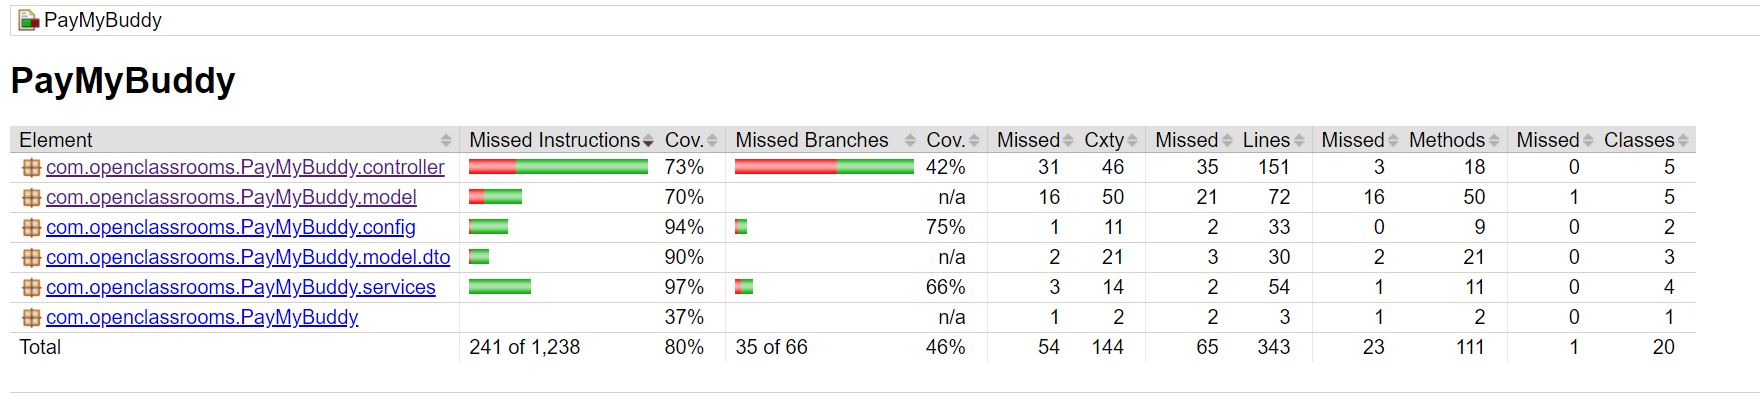 PayMyBuddy
PayMyBuddy
Element Missed Instructions Cov. Missed Branches Cov. Missed Cxty Missed Lines Missed Methods Missed Classes
com.openclassrooms.PayMyBuddy.controller 73% 42% 31 46 35 151 3 18 0 5
com.openclassrooms.PayMyBuddy.model 70% n/a 16 50 21 72 16 50 1 5
com.openclassrooms.PayMyBuddy.config 94% 75% 1 11 2 33 0 9 0 2
com.openclassrooms.PayMyBuddy.model.dto 90% n/a 2 21 3 30 2 21 0 3
com.openclassrooms.PayMyBuddy.services 97% 66% 3 14 2 54 1 11 0 4
com.openclassrooms.PayMyBuddy 37% n/a 1 2 2 3 1 2 0 1
Total 241 of 1,238 80% 35 of 66 46% 54 144 65 343 23 111 1 20